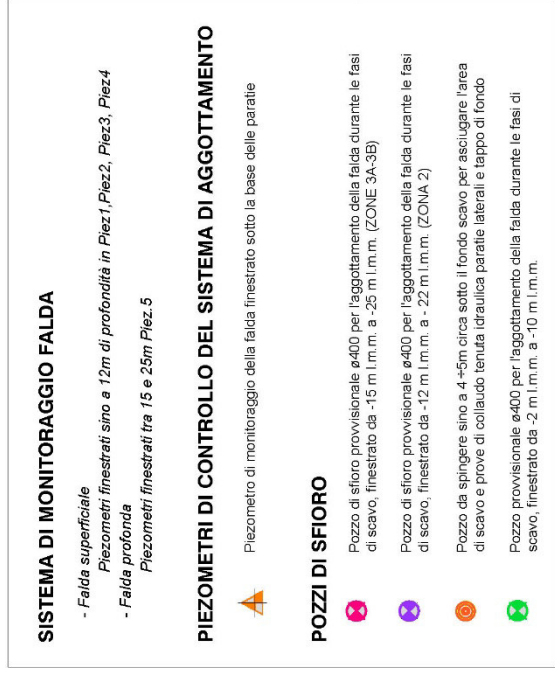 SISTEMA DI MONITORAGGIO FALDA
- Falda superficiale
Piezometri finestrati sino a 12m di profondità in Piez1,Piez2, Piez3, Piez4
- Falda profonda
Piezometri finestrati tra 15 e 25m Piez.5
PIEZOMETRI DI CONTROLLO DEL SISTEMA DI AGGOTTAMENTO
Piezometro di monitoraggio della falda finestrato sotto la base delle paratie
POZZI DI SFIORO
Pozzo di sfioro provvisionale ø400 per l'aggottamento della falda durante le fasi
di scavo, finestrato da -15 m l.m.m. a -25 m l.m.m. (ZONE 3A-3B)
Pozzo di sfioro provvisionale ø400 per l'aggottamento della falda durante le fasi
di scavo, finestrato da -12 m l.m.m. a - 22 m l.m.m. (ZONA 2)
Pozzo da spingere sino a 4÷5m circa sotto il fondo scavo per asciugare l'area
di scavo e prove di collaudo tenuta idraulica paratie laterali e tappo di fondo
Pozzo provvisionale ø400 per l'aggottamento della falda durante le fasi di
scavo, finestrato da -2 m l.m.m. a -10 m l.m.m.